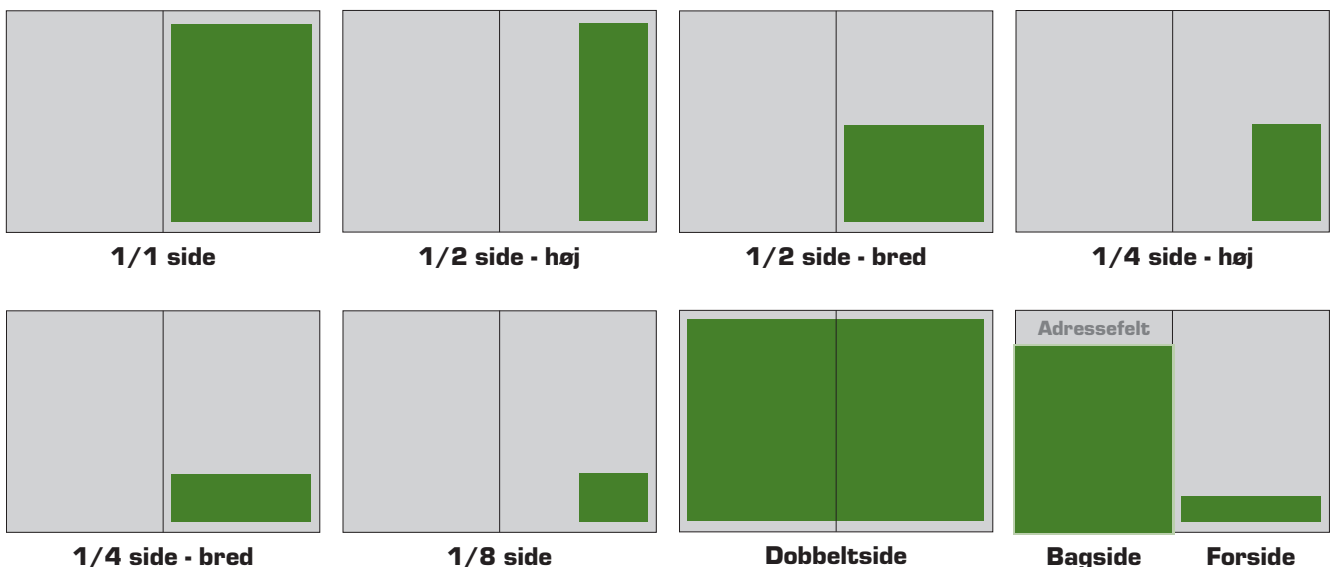 1/1 side
1/2 side - høj
1/2 side - bred
1/4 side - høj
Adressefelt
1/4 side - bred
1/8 side
Dobbeltside
Bagside
Forside